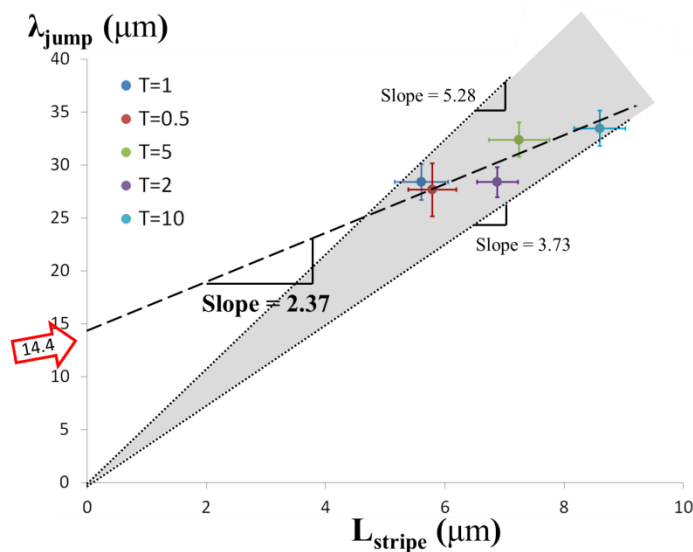 λjump (μm)
40
35
30
25
20
15
10
5
0
14.4
T=1
T=0.5
T=5
T=2
T=10
Slope = 5.28
Slope = 3.73
Slope = 2.37
0 2 4 6 8 10
Lstripe (μm)